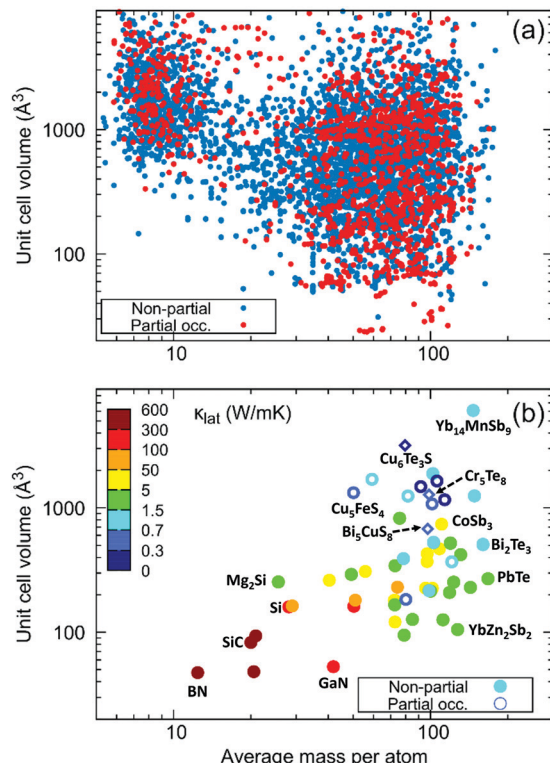 (a)
Unit cell volume (Å³)
1000
100
Non-partial
Partial occ.
10
100
κlat (W/mK)
(b)
600
300
100
50
5
1.5
0.7
0.3
0
Yb₁₄MnSb₉
Cu₆Te₃S
Cr₅Te₈
Cu₅FeS₄
CoSb₃
Bi₅CuS₈
Bi₂Te₃
Mg₂Si
PbTe
Si
SiC
YbZn₂Sb₂
BN
GaN
Unit cell volume (Å³)
1000
100
Non-partial
Partial occ.
10
100
Average mass per atom